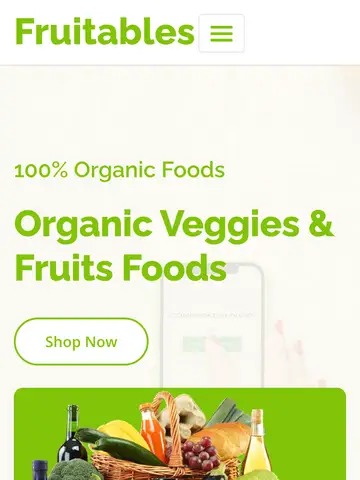 Fruitables
100% Organic Foods
Organic Veggies &
Fruits Foods
Shop Now